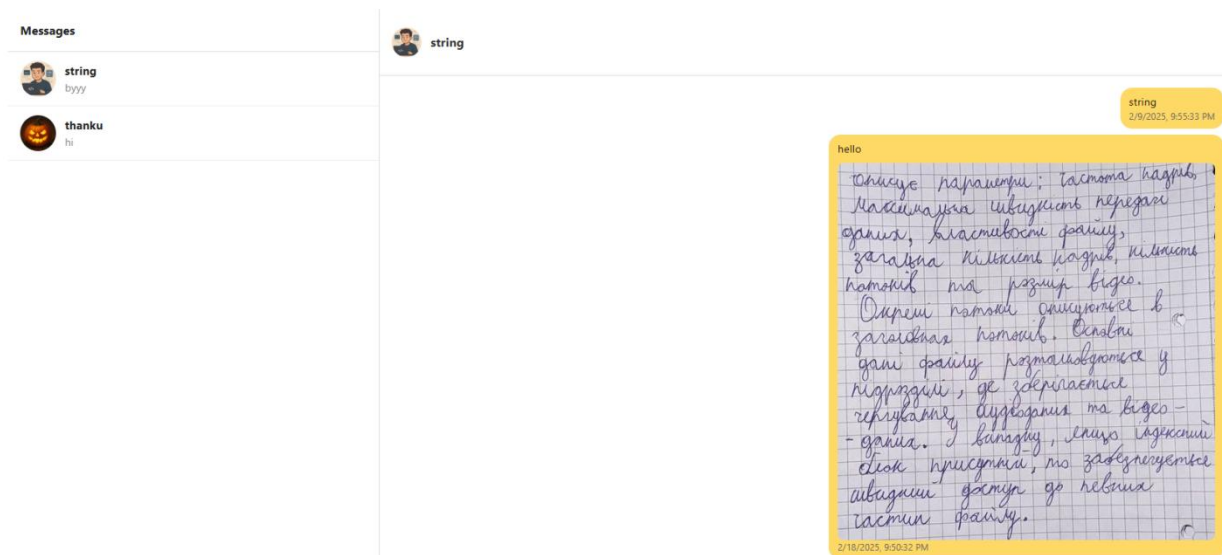 Messages
string
byyy
thanku
hi
string
string
2/9/2025, 9:55:33 PM
hello
описує параметри: частота кадрів,
Максимальна швидкість передачі
даних, властивості файлу,
загальна кількість кадрів, кількість
потоків та розмір відео.
Окремі потоки описуються в
заголовках потоків. Основні
дані файлу розташовуються у
підрозділі, де зберігається
чергування аудіоданих та відео-
-даних. У випадку, якщо індексний
блок присутній, то забезпечується
швидкий доступ до певних
частин файлу.
2/18/2025, 9:50:32 PM